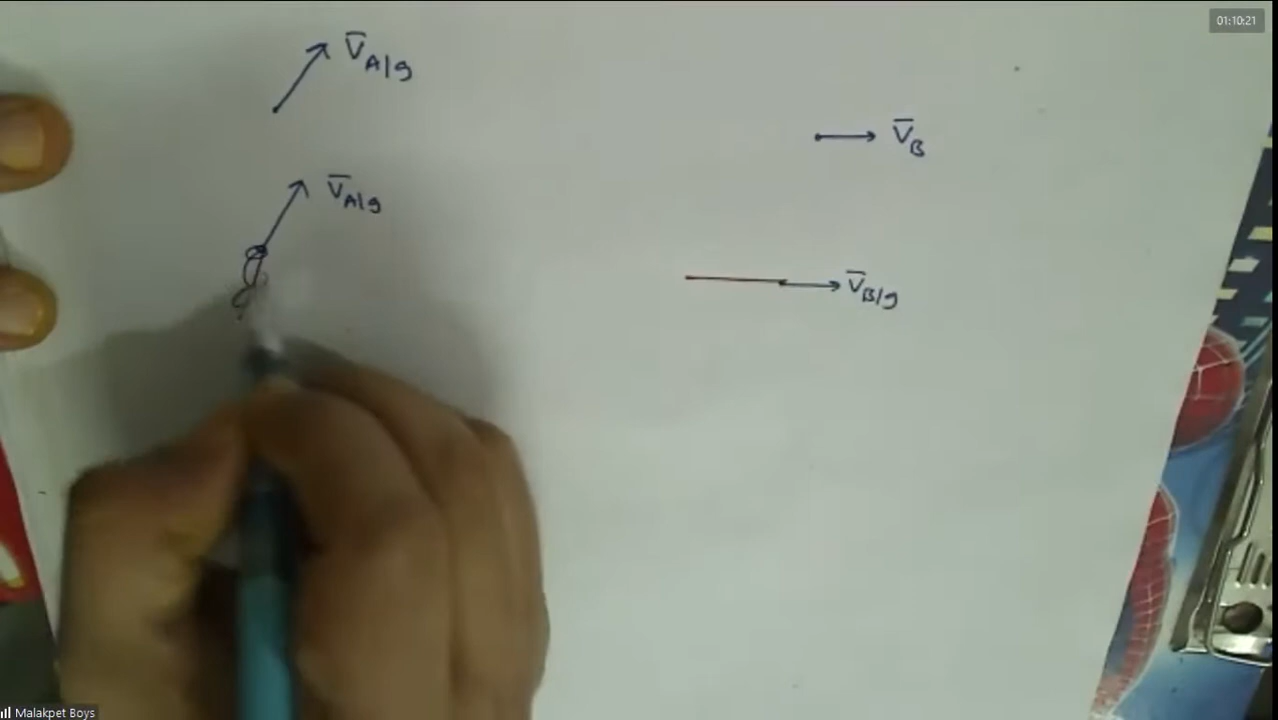 01:10:21
V̅A|g
V̅B
V̅A|g
V̅B|g
Malakpet Boys